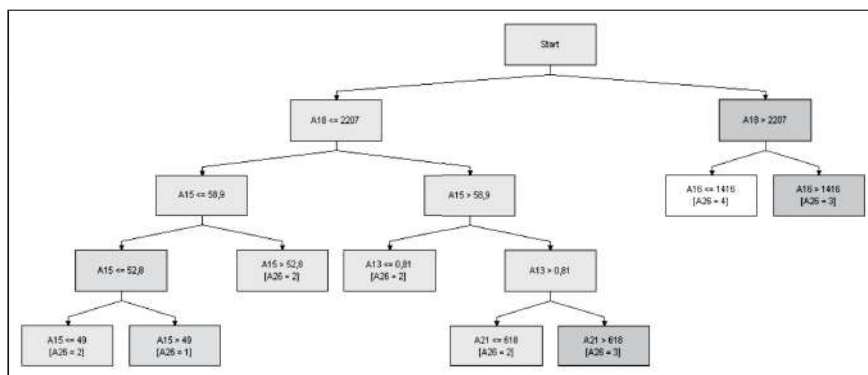 Start
A18 <= 2207
A18 > 2207
A15 <= 58,9
A15 > 58,9
A16 <= 1416
[A26 = 4]
A16 > 1416
[A26 = 3]
A15 <= 52,8
A15 > 52,8
[A26 = 2]
A13 <= 0,81
[A26 = 2]
A13 > 0,81
A15 <= 49
[A26 = 2]
A15 > 49
[A26 = 1]
A21 <= 618
[A26 = 2]
A21 > 618
[A26 = 3]